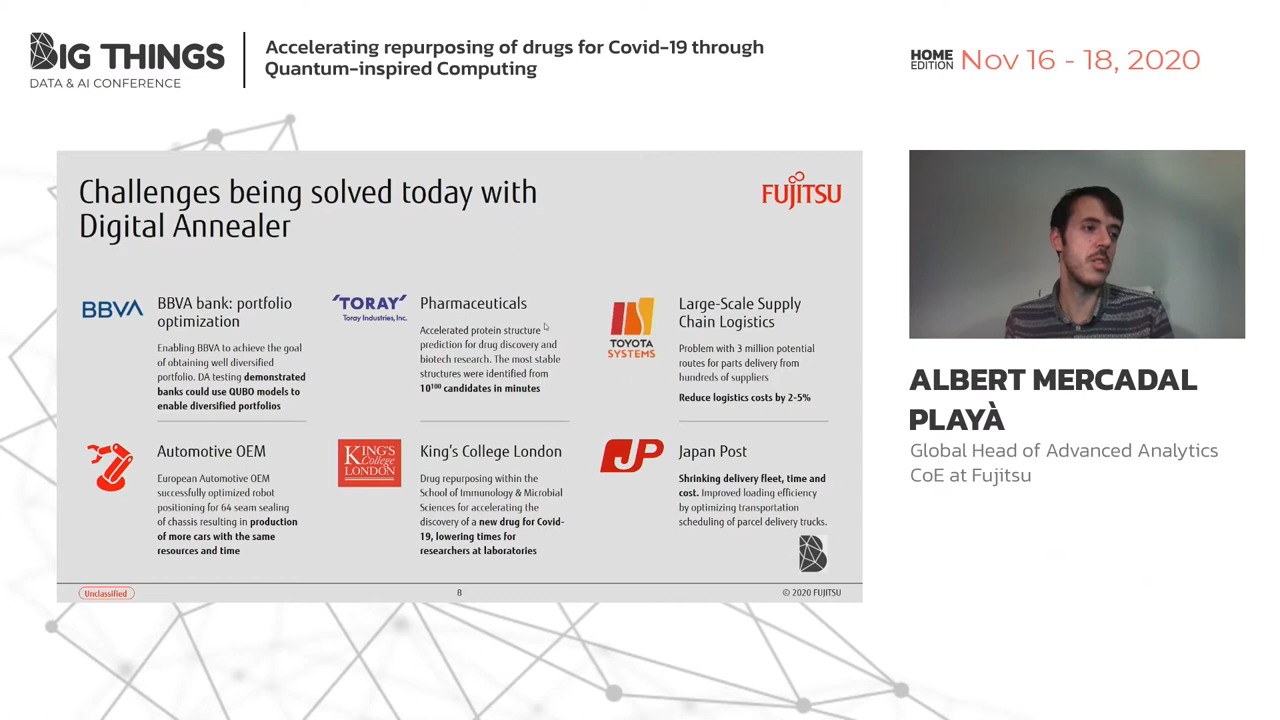 BIG THINGS
DATA & AI CONFERENCE
Accelerating repurposing of drugs for Covid-19 through
Quantum-inspired Computing
HOME
EDITION
Nov 16 - 18, 2020
Challenges being solved today with
Digital Annealer
FUJITSU
BBVA
BBVA bank: portfolio
optimization
Enabling BBVA to achieve the goal
of obtaining well diversified
portfolio. DA testing demonstrated
banks could use QUBO models to
enable diversified portfolios
'TORAY'
Toray Industries, Inc.
Pharmaceuticals
Accelerated protein structure
prediction for drug discovery and
biotech research. The most stable
structures were identified from
10¹⁰⁰ candidates in minutes
TOYOTA
SYSTEMS
Large-Scale Supply
Chain Logistics
Problem with 3 million potential
routes for parts delivery from
hundreds of suppliers
Reduce logistics costs by 2-5%
Automotive OEM
European Automotive OEM
successfully optimized robot
positioning for 64 seam sealing
of chassis resulting in production
of more cars with the same
resources and time
KING'S
College
LONDON
King's College London
Drug repurposing within the
School of Immunology & Microbial
Sciences for accelerating the
discovery of a new drug for Covid-
19, lowering times for
researchers at laboratories
JP
Japan Post
Shrinking delivery fleet, time and
cost. Improved loading efficiency
by optimizing transportation
scheduling of parcel delivery trucks.
B
Unclassified
8
© 2020 FUJITSU
ALBERT MERCADAL
PLAYÀ
Global Head of Advanced Analytics
CoE at Fujitsu